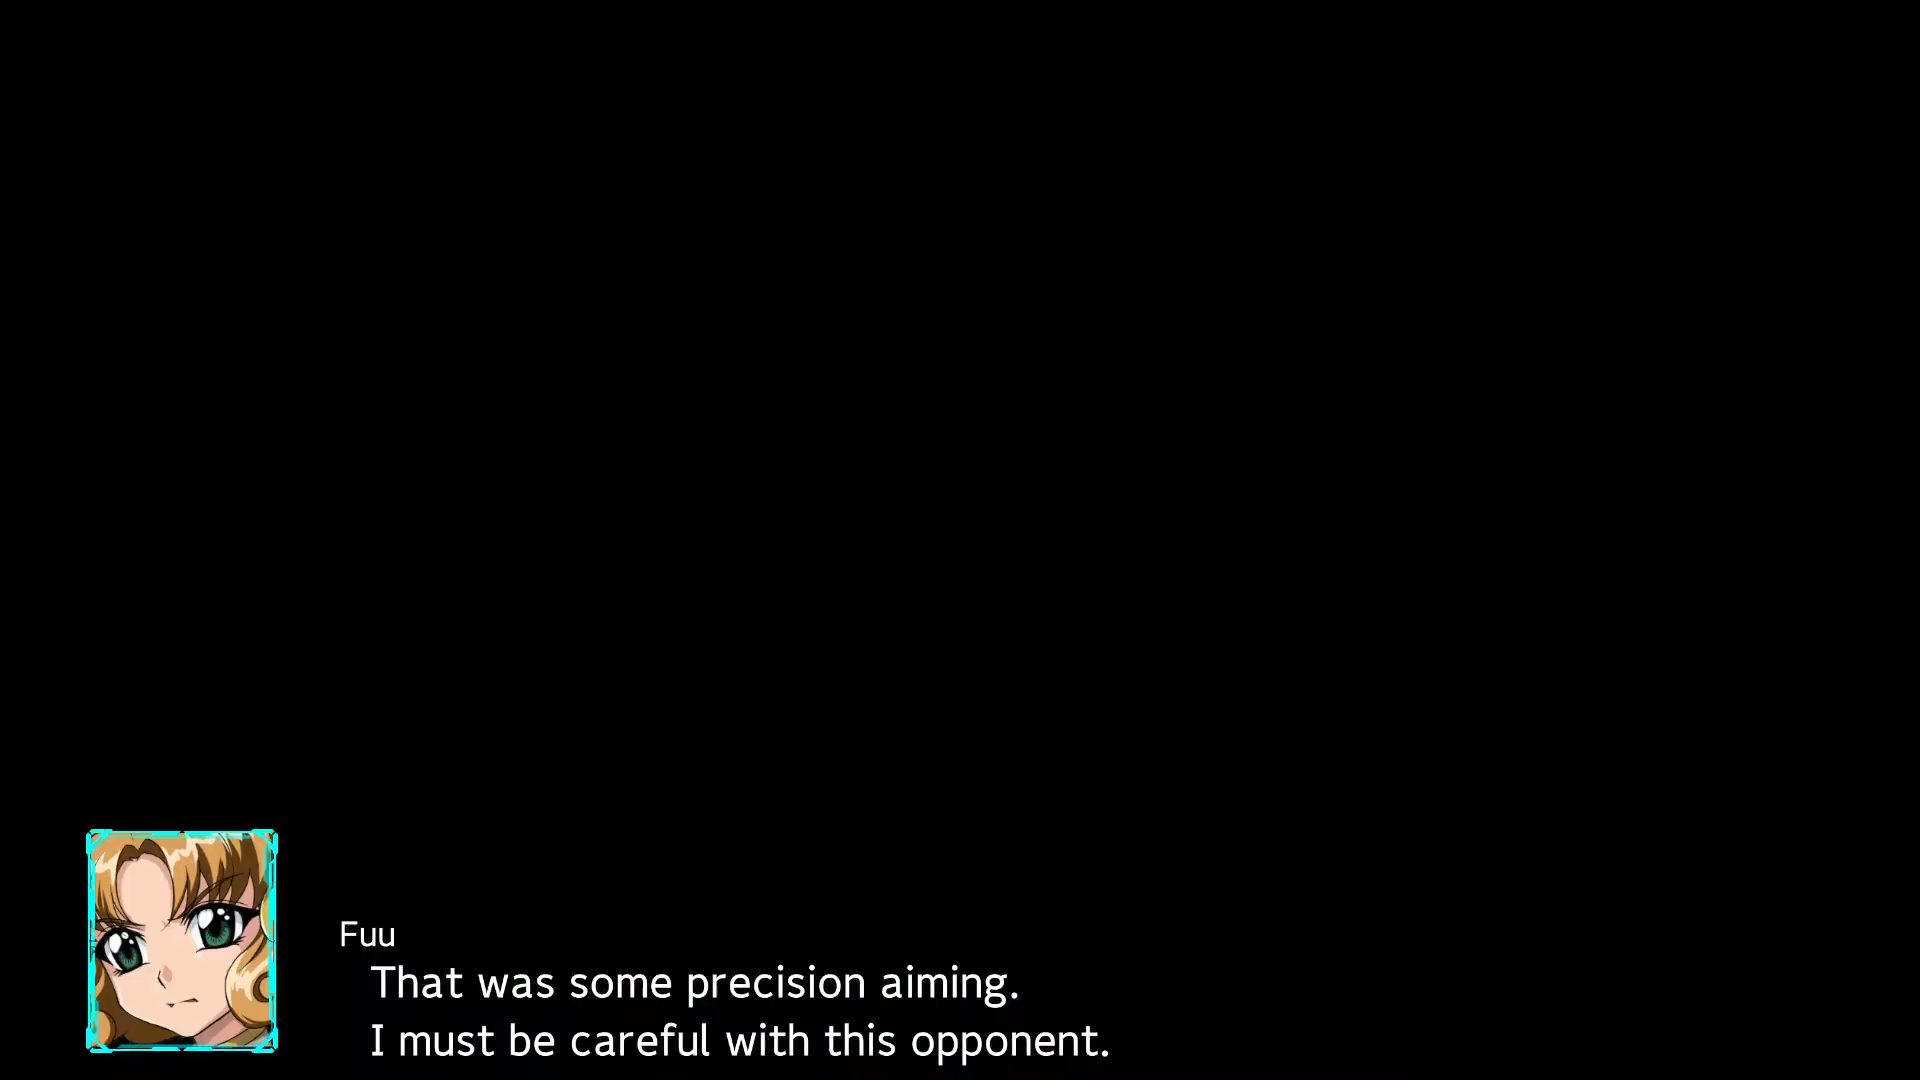 Fuu
That was some precision aiming.
I must be careful with this opponent.